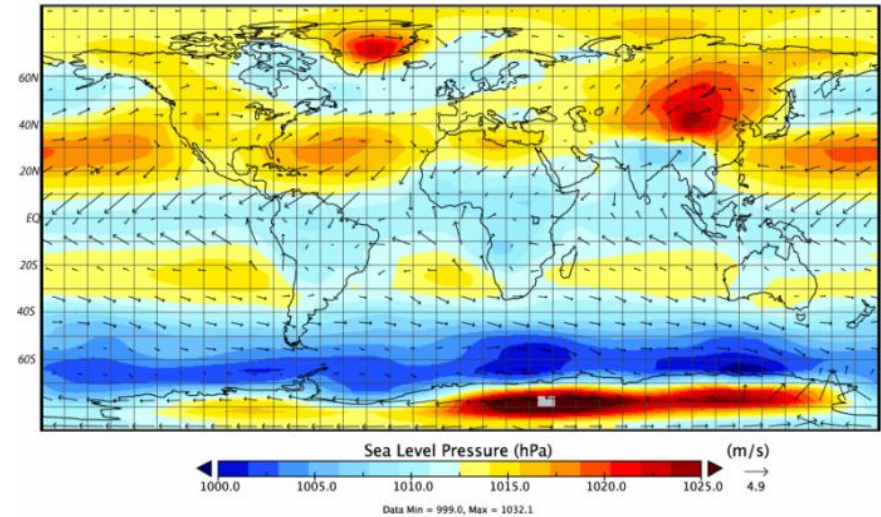 60N
40N
20N
EQ
20S
40S
60S
Sea Level Pressure (hPa) (m/s)
1000.0 1005.0 1010.0 1015.0 1020.0 1025.0 4.9
Data Min = 999.0, Max = 1032.1